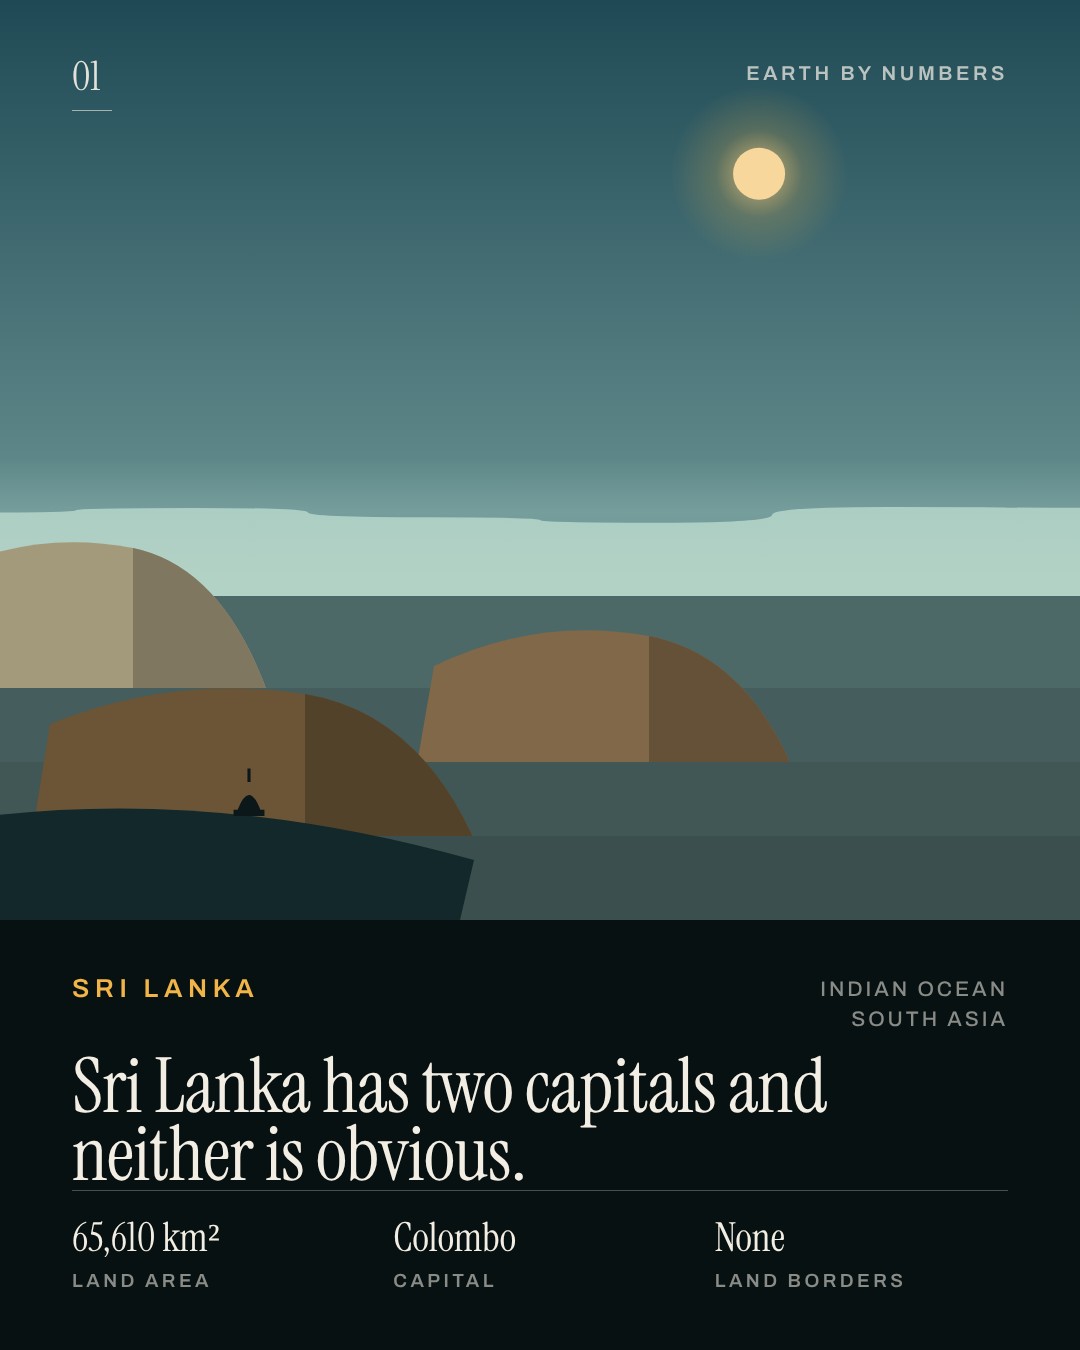 01
EARTH BY NUMBERS
SRI LANKA
INDIAN OCEAN
SOUTH ASIA
Sri Lanka has two capitals and
neither is obvious.
65,610 km²
LAND AREA
Colombo
CAPITAL
None
LAND BORDERS